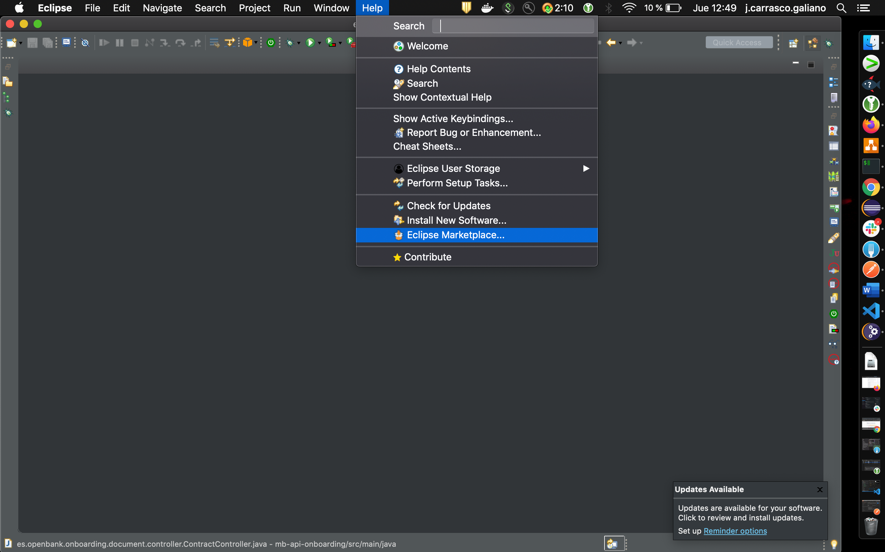 Eclipse File Edit Navigate Search Project Run Window Help 2:10 10 % Jue 12:49 j.carrasco.galiano
Search
Quick Access
Welcome
Help Contents
Search
Show Contextual Help
Show Active Keybindings...
Report Bug or Enhancement...
Cheat Sheets...
Eclipse User Storage
Perform Setup Tasks...
Check for Updates
Install New Software...
Eclipse Marketplace...
Contribute
Updates Available
Updates are available for your software.
Click to review and install updates.
Set up Reminder options
es.openbank.onboarding.document.controller.ContractController.java - mb-api-onboarding/src/main/java